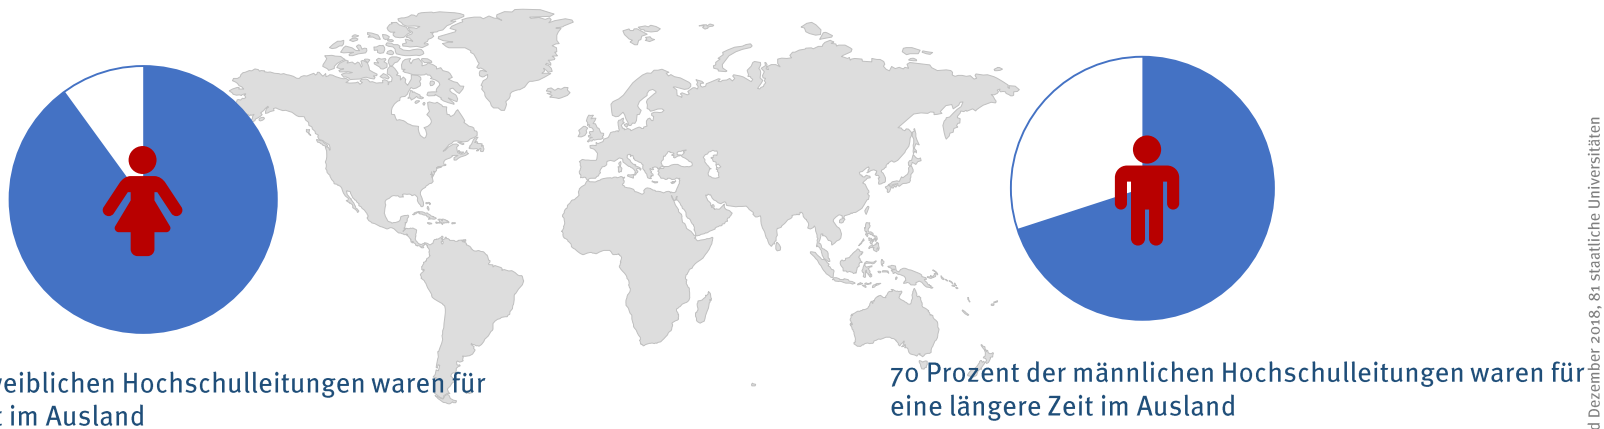 weiblichen Hochschulleitungen waren für
im Ausland
70 Prozent der männlichen Hochschulleitungen waren für
eine längere Zeit im Ausland
Dezember 2018, 81 staatliche Universitäten